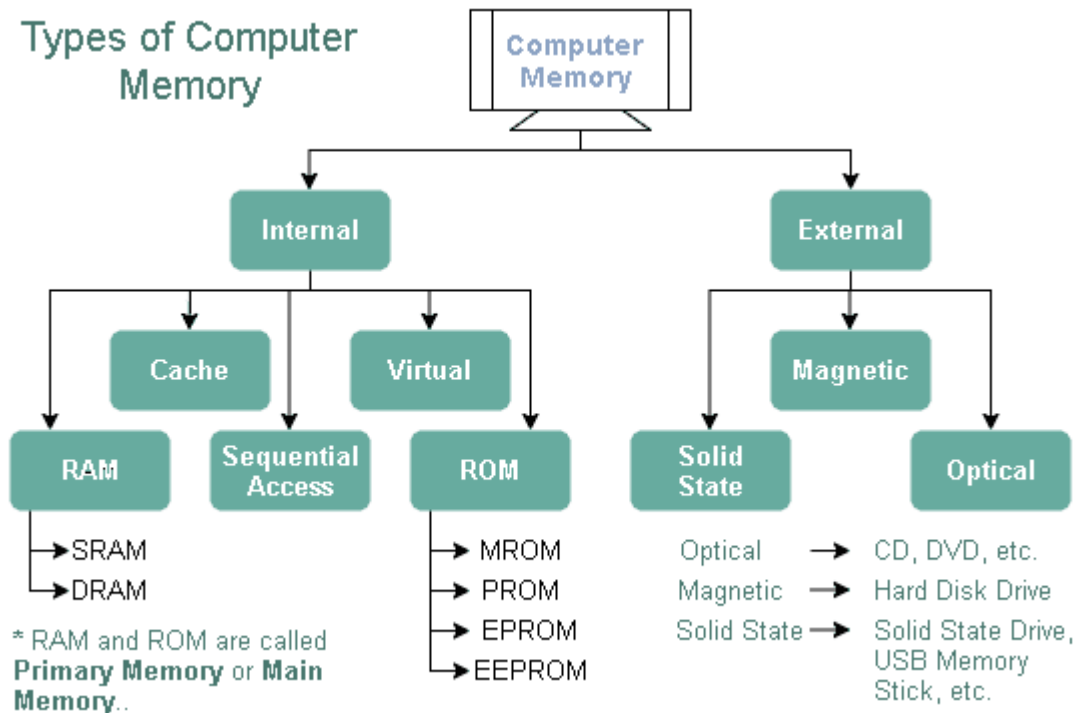 Types of Computer
Memory
Computer
Memory
Internal
External
Cache
Virtual
Magnetic
RAM
Sequential
Access
ROM
Solid
State
Optical
SRAM
DRAM
MROM
PROM
EPROM
EEPROM
* RAM and ROM are called
Primary Memory or Main
Memory..
Optical CD, DVD, etc.
Magnetic Hard Disk Drive
Solid State Solid State Drive,
USB Memory
Stick, etc.